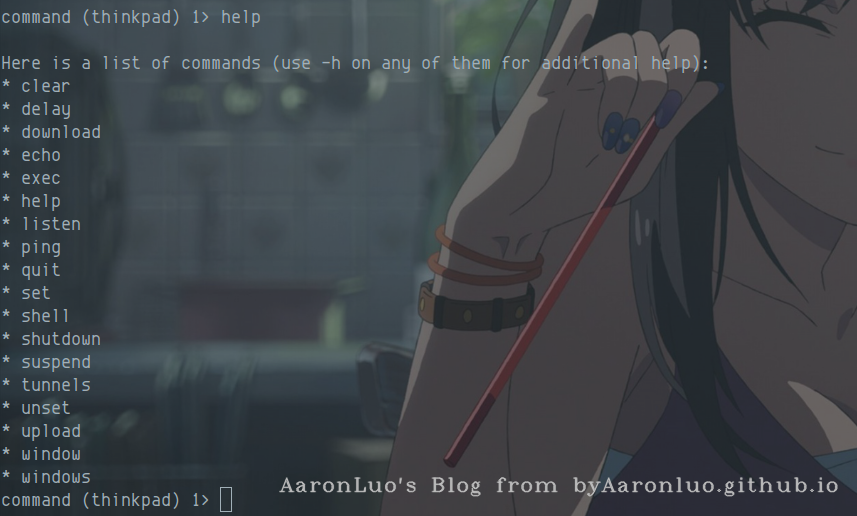 command (thinkpad) 1> help
Here is a list of commands (use -h on any of them for additional help):
* clear
* delay
* download
* echo
* exec
* help
* listen
* ping
* quit
* set
* shell
* shutdown
* suspend
* tunnels
* unset
* upload
* window
* windows
command (thinkpad) 1>
AaronLuo's Blog from byAaronluo.github.io